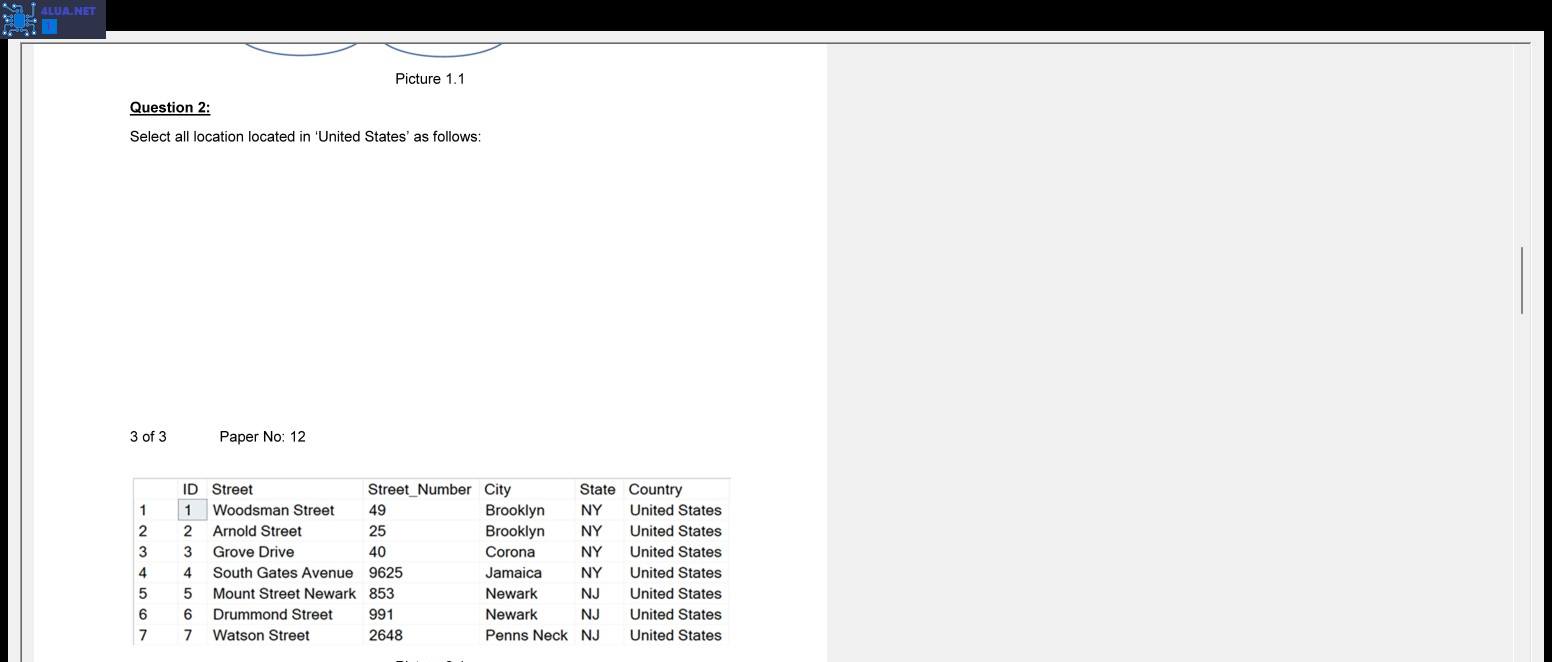 4LUA.NET
Picture 1.1
Question 2:
Select all location located in ‘United States’ as follows:
3 of 3 Paper No: 12
ID Street Street_Number City State Country
1 1 Woodsman Street 49 Brooklyn NY United States
2 2 Arnold Street 25 Brooklyn NY United States
3 3 Grove Drive 40 Corona NY United States
4 4 South Gates Avenue 9625 Jamaica NY United States
5 5 Mount Street Newark 853 Newark NJ United States
6 6 Drummond Street 991 Newark NJ United States
7 7 Watson Street 2648 Penns Neck NJ United States